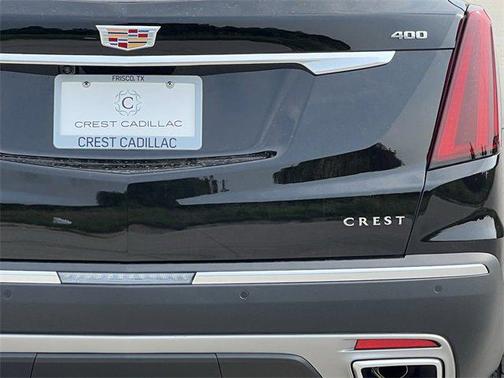 400
FRISCO, TX
C
CREST CADILLAC
CREST CADILLAC
CREST